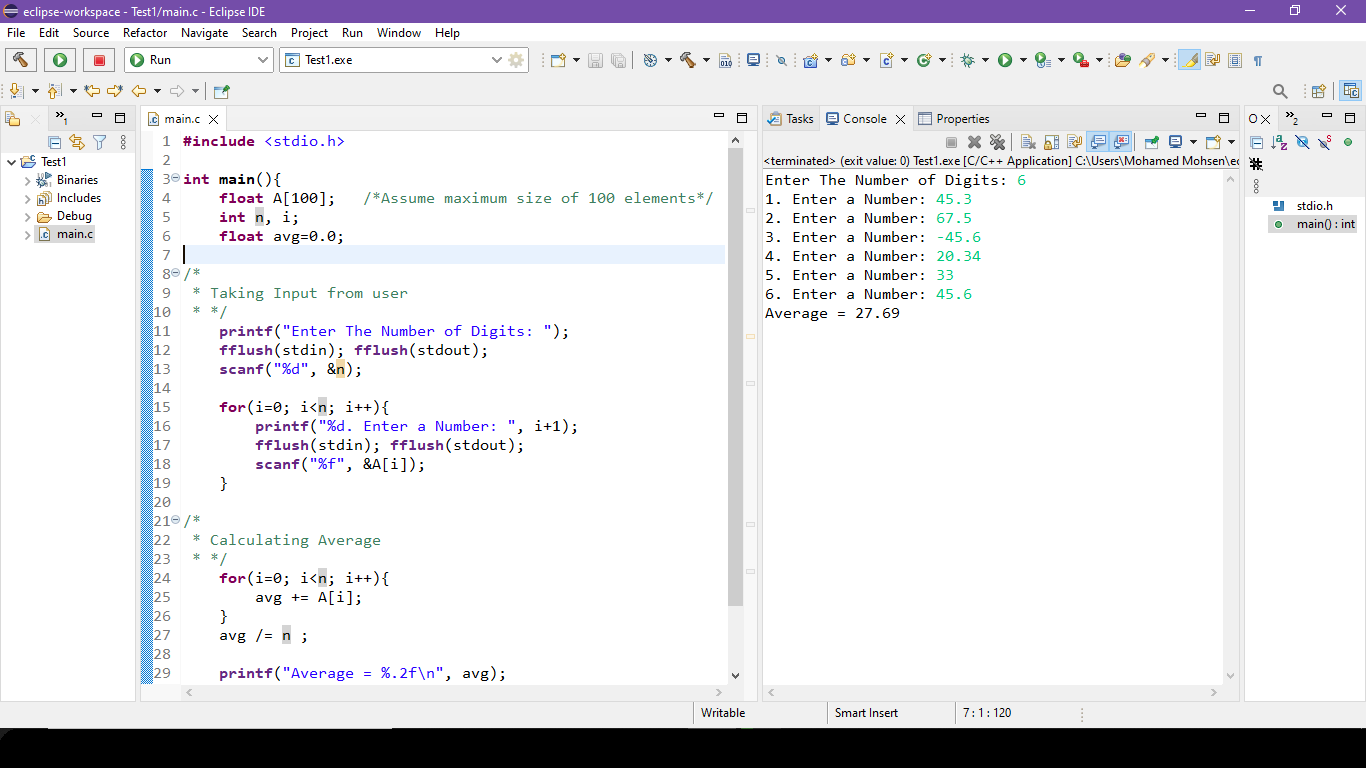 eclipse-workspace - Test1/main.c - Eclipse IDE
File Edit Source Refactor Navigate Search Project Run Window Help
Run
Test1.exe
010
»1
Test1
Binaries
Includes
Debug
main.c
main.c
1 #include <stdio.h>
2
3 int main(){
4     float A[100];   /*Assume maximum size of 100 elements*/
5     int n, i;
6     float avg=0.0;
7
8 /*
9  * Taking Input from user
10  * */
11     printf("Enter The Number of Digits: ");
12     fflush(stdin); fflush(stdout);
13     scanf("%d", &n);
14
15     for(i=0; i<n; i++){
16         printf("%d. Enter a Number: ", i+1);
17         fflush(stdin); fflush(stdout);
18         scanf("%f", &A[i]);
19     }
20
21 /*
22  * Calculating Average
23  * */
24     for(i=0; i<n; i++){
25         avg += A[i];
26     }
27     avg /= n ;
28
29     printf("Average = %.2f\n", avg);
Tasks Console Properties
<terminated> (exit value: 0) Test1.exe [C/C++ Application] C:\Users\Mohamed Mohsen\ec
Enter The Number of Digits: 6
1. Enter a Number: 45.3
2. Enter a Number: 67.5
3. Enter a Number: -45.6
4. Enter a Number: 20.34
5. Enter a Number: 33
6. Enter a Number: 45.6
Average = 27.69
O »2
stdio.h
main() : int
Writable Smart Insert 7 : 1 : 120